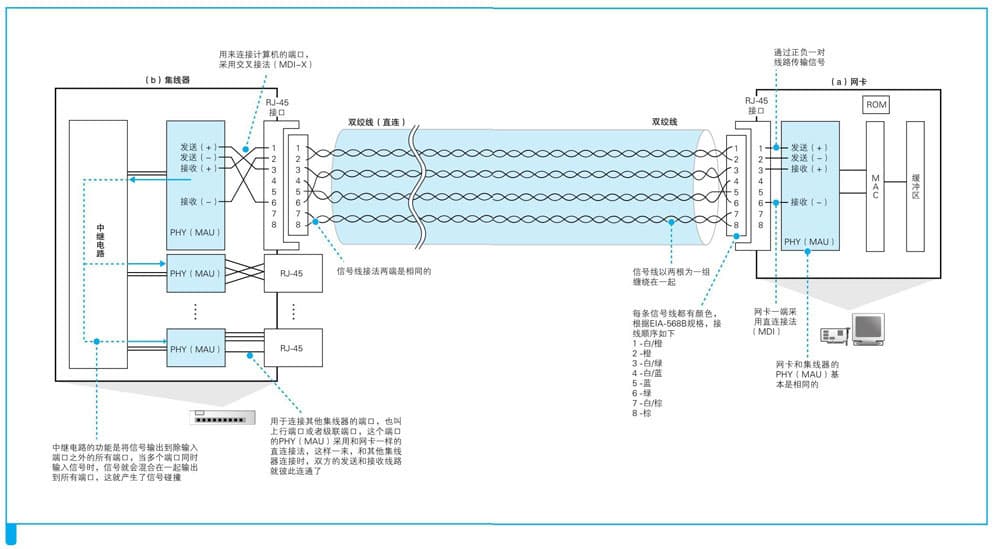 用来连接计算机的端口，
采用交叉接法（MDI-X）
通过正负一对
线路传输信号
（b）集线器
（a）网卡
RJ-45
接口
RJ-45
接口
ROM
双绞线（直连）
双绞线
发送（+）
发送（−）
接收（+）
接收（−）
PHY（MAU）
1
2
3
4
5
6
7
8
1
2
3
4
5
6
7
8
1
2
3
4
5
6
7
8
1
2
3
4
5
6
7
8
发送（+）
发送（−）
接收（+）
接收（−）
PHY（MAU）
MAC
缓冲区
中继电路
PHY（MAU）
RJ-45
PHY（MAU）
RJ-45
信号线接法两端是相同的
信号线以两根为一组
缠绕在一起
每条信号线都有颜色，
根据EIA-568B规格，接
线顺序如下
1 -白/橙
2 -橙
3 -白/绿
4 -白/蓝
5 -蓝
6 -绿
7 -白/棕
8 -棕
网卡一端采
用直连接法
（MDI）
网卡和集线器的
PHY（MAU）基
本是相同的
用于连接其他集线器的端口，也叫
上行端口或者级联端口，这个端口
的PHY（MAU）采用和网卡一样的
直连接法，这样一来，和其他集线
器连接时，双方的发送和接收线路
就彼此连通了
中继电路的功能是将信号输出到除输入
端口之外的所有端口，当多个端口同时
输入信号时，信号就会混合在一起输出
到所有端口，这就产生了信号碰撞